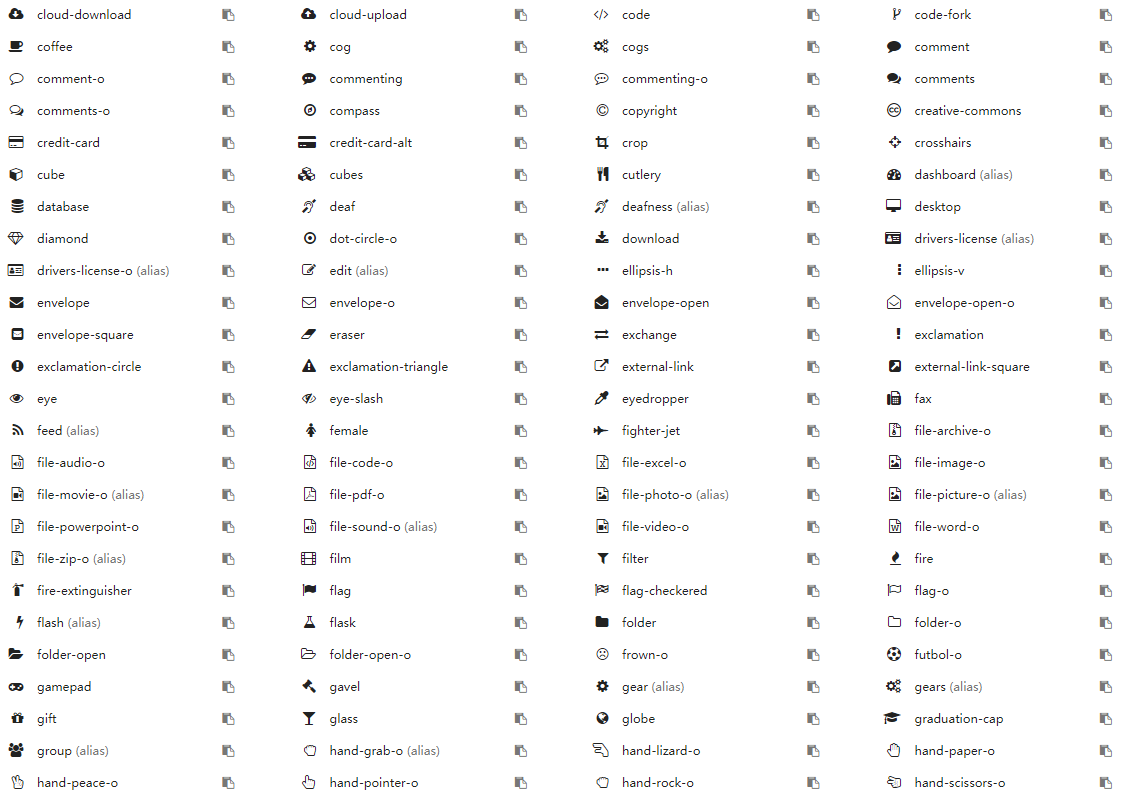 cloud-download cloud-upload code code-fork
coffee cog cogs comment
comment-o commenting commenting-o comments
comments-o compass copyright creative-commons
credit-card credit-card-alt crop crosshairs
cube cubes cutlery dashboard (alias)
database deaf deafness (alias) desktop
diamond dot-circle-o download drivers-license (alias)
drivers-license-o (alias) edit (alias) ellipsis-h ellipsis-v
envelope envelope-o envelope-open envelope-open-o
envelope-square eraser exchange exclamation
exclamation-circle exclamation-triangle external-link external-link-square
eye eye-slash eyedropper fax
feed (alias) female fighter-jet file-archive-o
file-audio-o file-code-o file-excel-o file-image-o
file-movie-o (alias) file-pdf-o file-photo-o (alias) file-picture-o (alias)
file-powerpoint-o file-sound-o (alias) file-video-o file-word-o
file-zip-o (alias) film filter fire
fire-extinguisher flag flag-checkered flag-o
flash (alias) flask folder folder-o
folder-open folder-open-o frown-o futbol-o
gamepad gavel gear (alias) gears (alias)
gift glass globe graduation-cap
group (alias) hand-grab-o (alias) hand-lizard-o hand-paper-o
hand-peace-o hand-pointer-o hand-rock-o hand-scissors-o